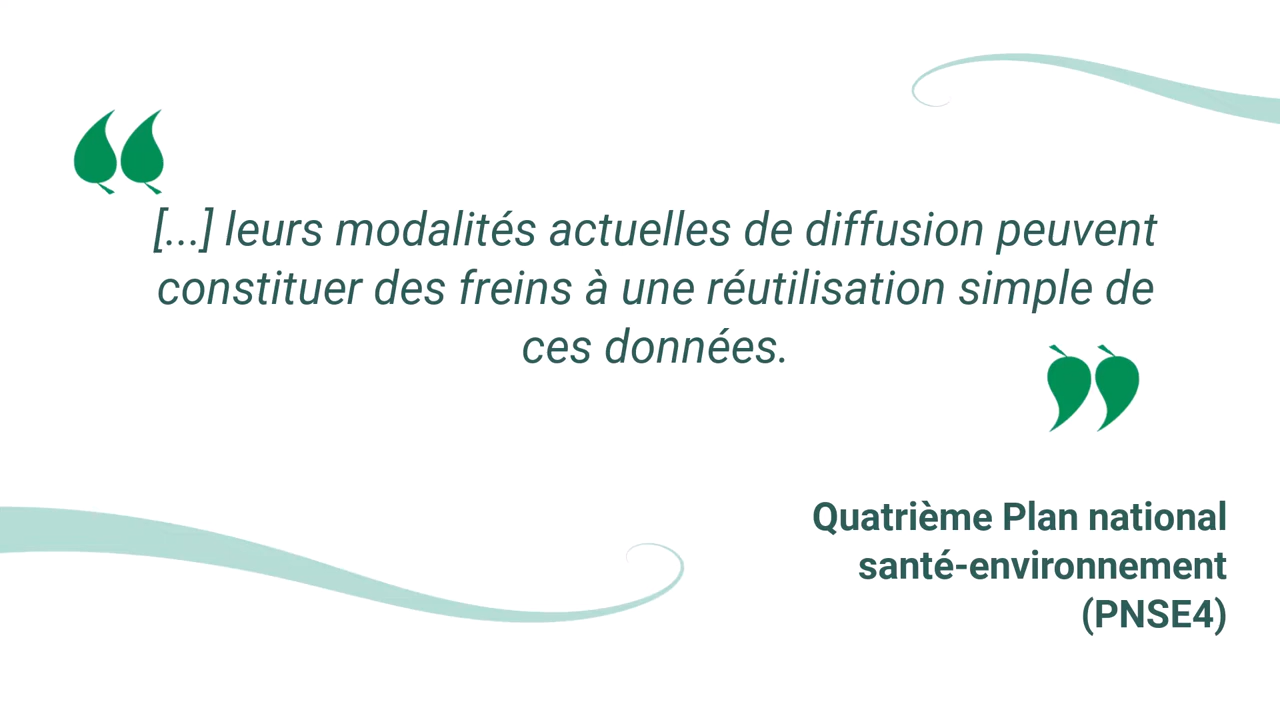 [...] leurs modalités actuelles de diffusion peuvent
constituer des freins à une réutilisation simple de
ces données.
Quatrième Plan national
santé-environnement
(PNSE4)